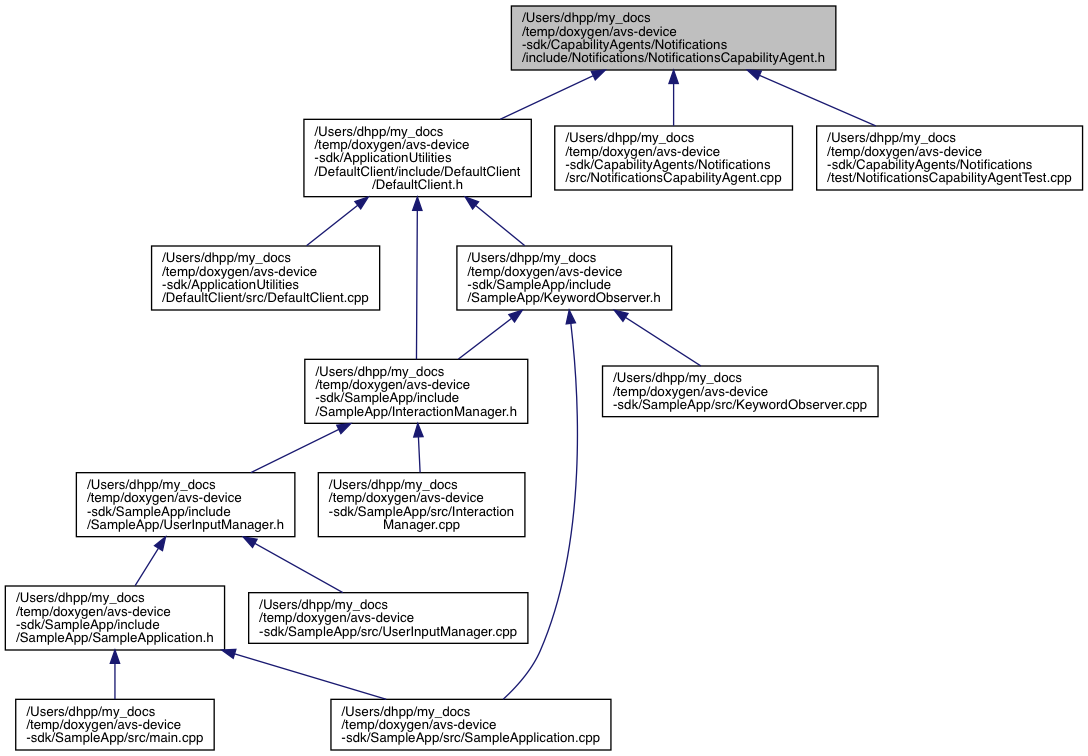 /Users/dhpp/my_docs
/temp/doxygen/avs-device
-sdk/CapabilityAgents/Notifications
/include/Notifications/NotificationsCapabilityAgent.h
/Users/dhpp/my_docs
/temp/doxygen/avs-device
-sdk/ApplicationUtilities
/DefaultClient/include/DefaultClient
/DefaultClient.h
/Users/dhpp/my_docs
/temp/doxygen/avs-device
-sdk/CapabilityAgents/Notifications
/src/NotificationsCapabilityAgent.cpp
/Users/dhpp/my_docs
/temp/doxygen/avs-device
-sdk/CapabilityAgents/Notifications
/test/NotificationsCapabilityAgentTest.cpp
/Users/dhpp/my_docs
/temp/doxygen/avs-device
-sdk/ApplicationUtilities
/DefaultClient/src/DefaultClient.cpp
/Users/dhpp/my_docs
/temp/doxygen/avs-device
-sdk/SampleApp/include
/SampleApp/KeywordObserver.h
/Users/dhpp/my_docs
/temp/doxygen/avs-device
-sdk/SampleApp/include
/SampleApp/InteractionManager.h
/Users/dhpp/my_docs
/temp/doxygen/avs-device
-sdk/SampleApp/src/KeywordObserver.cpp
/Users/dhpp/my_docs
/temp/doxygen/avs-device
-sdk/SampleApp/include
/SampleApp/UserInputManager.h
/Users/dhpp/my_docs
/temp/doxygen/avs-device
-sdk/SampleApp/src/Interaction
Manager.cpp
/Users/dhpp/my_docs
/temp/doxygen/avs-device
-sdk/SampleApp/include
/SampleApp/SampleApplication.h
/Users/dhpp/my_docs
/temp/doxygen/avs-device
-sdk/SampleApp/src/UserInputManager.cpp
/Users/dhpp/my_docs
/temp/doxygen/avs-device
-sdk/SampleApp/src/main.cpp
/Users/dhpp/my_docs
/temp/doxygen/avs-device
-sdk/SampleApp/src/SampleApplication.cpp